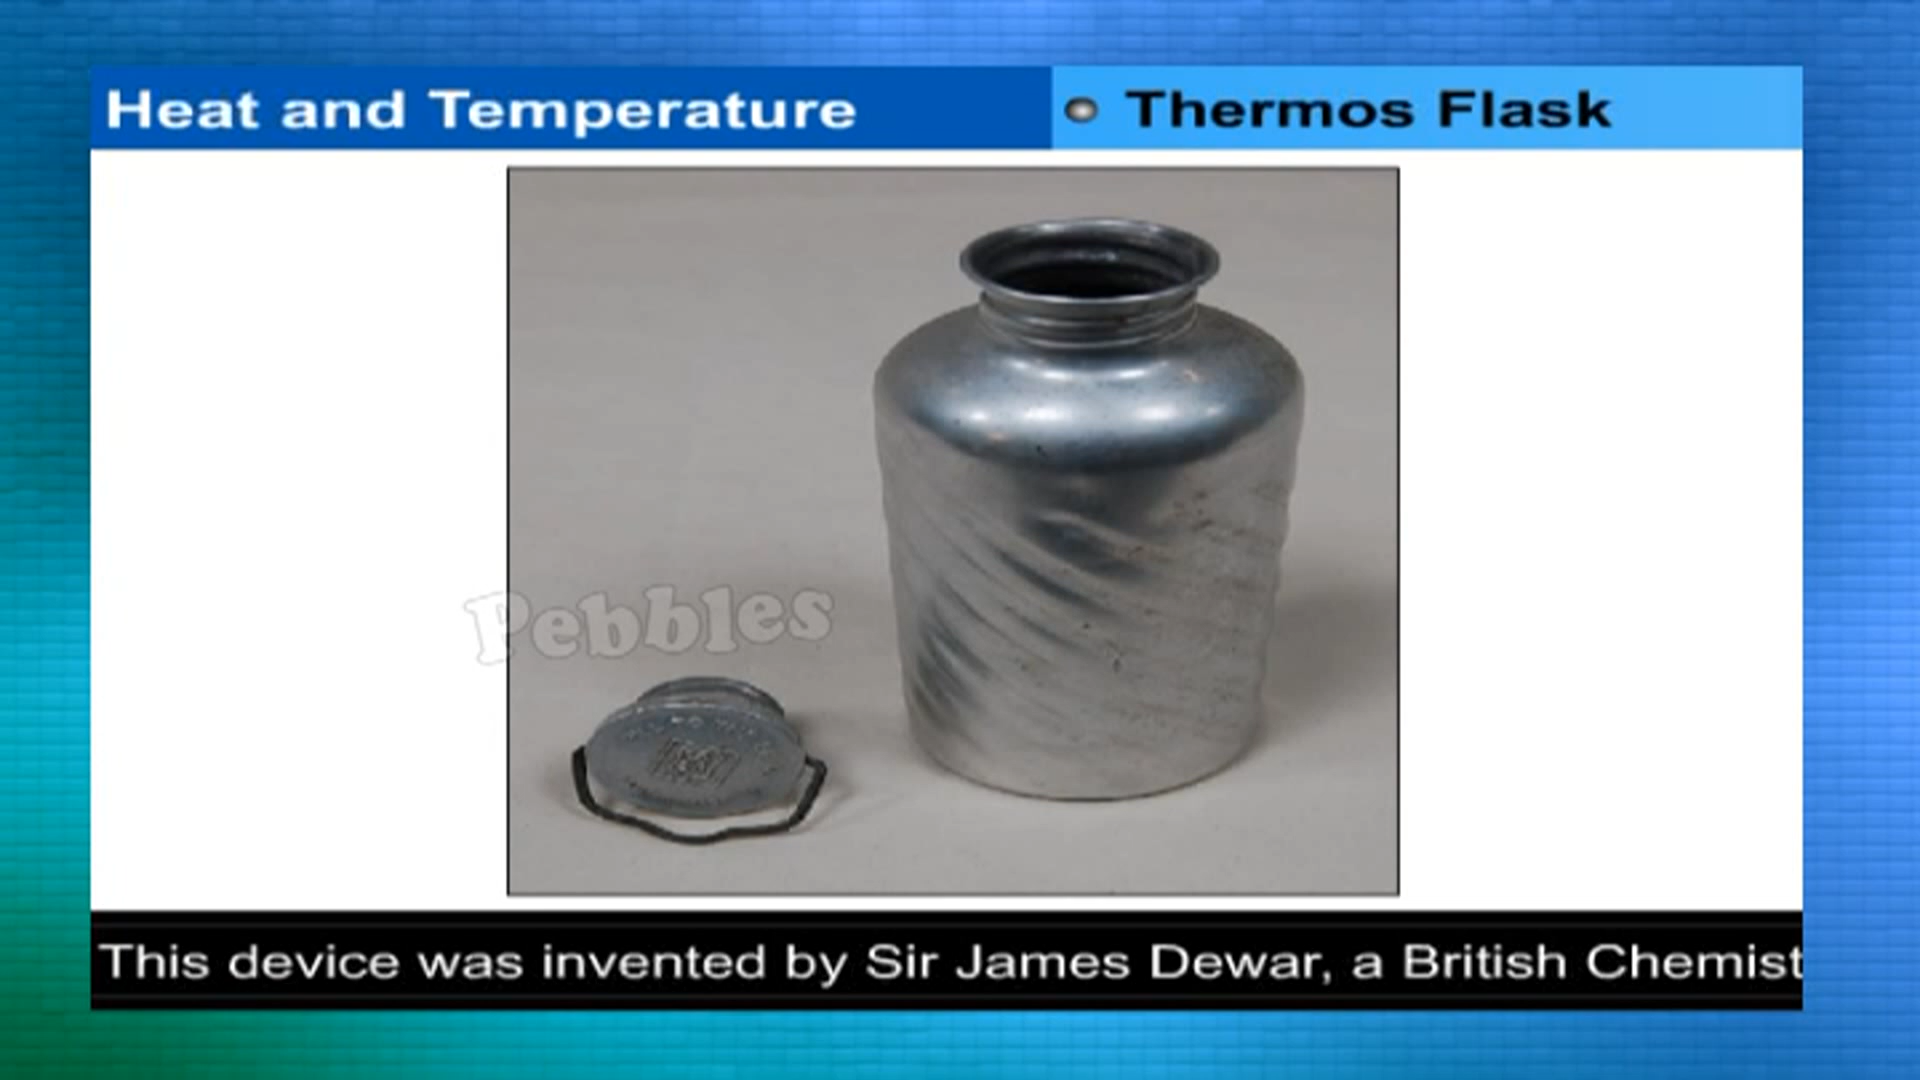 Heat and Temperature
Thermos Flask
Pebbles
This device was invented by Sir James Dewar, a British Chemist